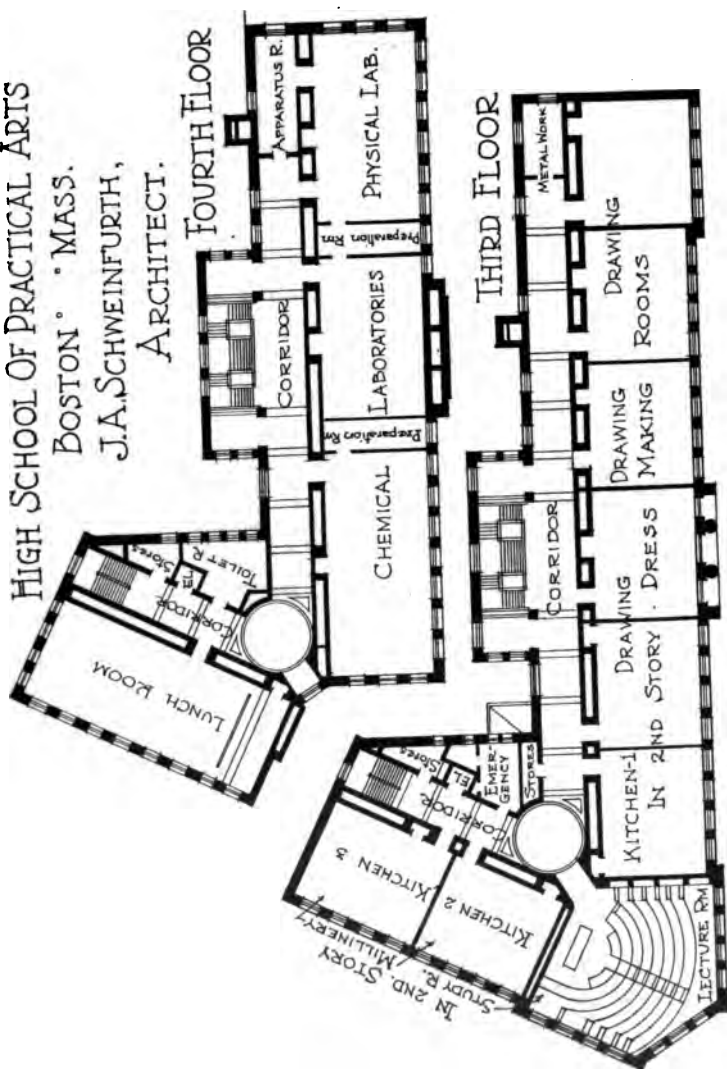 HIGH SCHOOL OF PRACTICAL ARTS
BOSTON" "MASS.
J.A. SCHWEINFURTH,
ARCHITECT.
FOURTH FLOOR
APPARATUS R.
PHYSICAL LAB.
Preparation Rm
CORRIDOR
LABORATORIES
Preparation Rm
CHEMICAL
Stores
EL
TOILET R.
CORRIDOR
LUNCH ROOM
THIRD FLOOR
METAL WORK
DRAWING
ROOMS
DRAWING
MAKING
CORRIDOR
DRAWING
DRESS
KITCHEN-1
IN 2ND STORY.
Stores
EL
EMER-
GENCY
STORES
CORRIDOR
KITCHEN 3
KITCHEN 2
IN 2ND. STORY
MILLINERY
STUDY R.
LECTURE RM